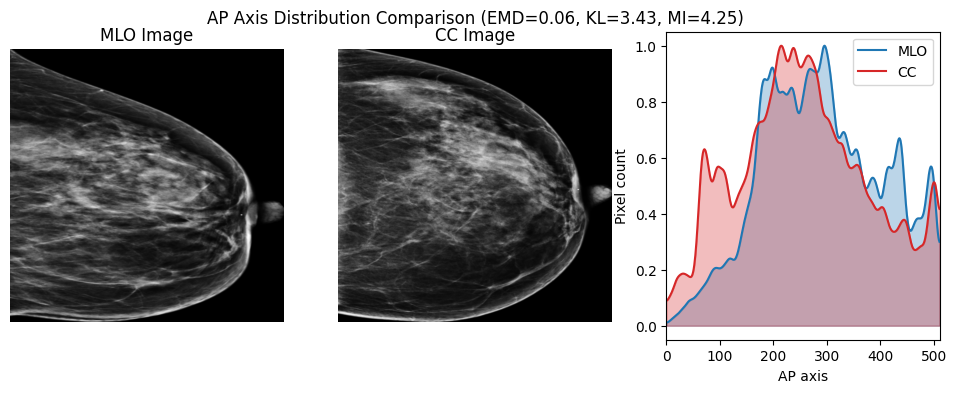 AP Axis Distribution Comparison (EMD=0.06, KL=3.43, MI=4.25)
MLO Image
CC Image
MLO
CC
Pixel count
1.0
0.8
0.6
0.4
0.2
0.0
0 100 200 300 400 500
AP axis